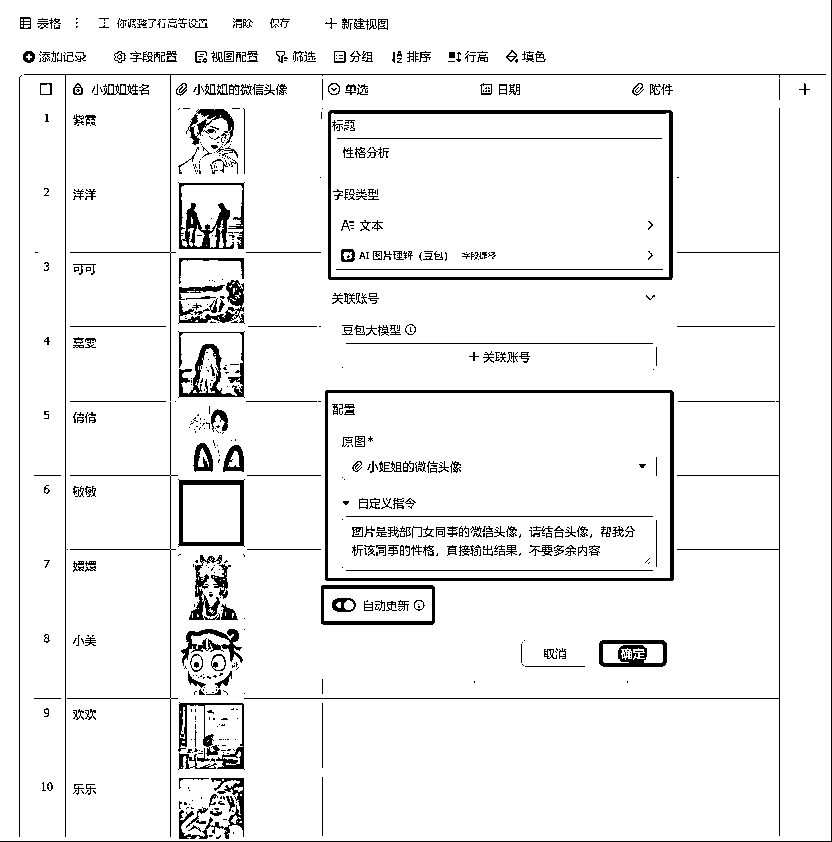 表格 你调整了行高等设置 清除 保存 新建视图
添加记录 字段配置 视图配置 筛选 分组 排序 行高 填色
小姐姐姓名 小姐姐的微信头像 单选 日期 附件
1 紫霞
2 洋洋
3 可可
4 嘉雯
5 倩倩
6 敏敏
7 嬛嬛
8 小美
9 欢欢
10 乐乐
标题
性格分析
字段类型
文本
AI 图片理解(豆包) 字段捷径
关联账号
豆包大模型
+ 关联账号
配置
原图*
小姐姐的微信头像
自定义指令
图片是我部门女同事的微信头像,请结合头像,帮我分
析该同事的性格,直接输出结果,不要多余内容
自动更新
取消 确定